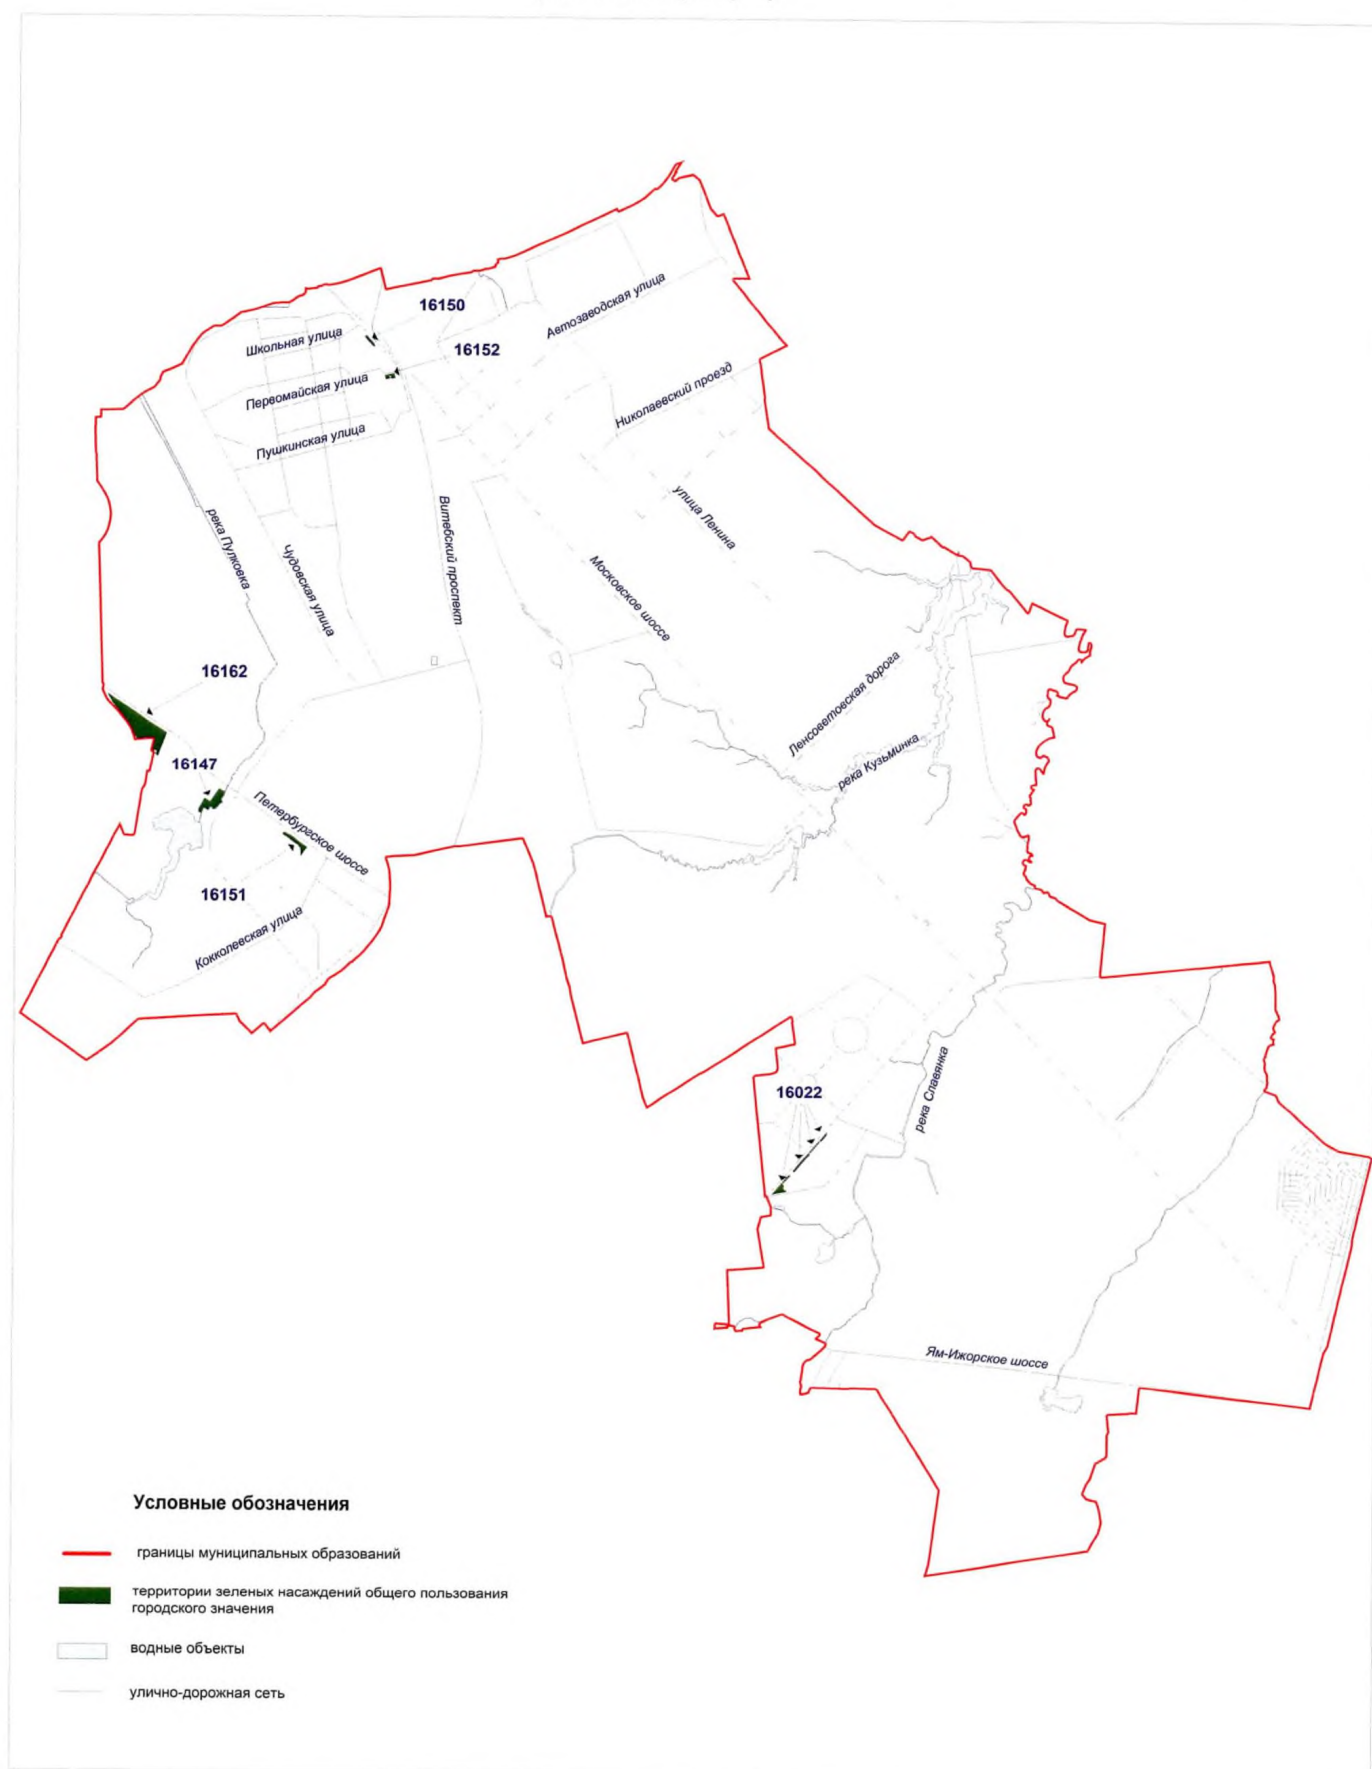 16150
Автозаводская улица
Школьная улица
16152
Первомайская улица
Николаевский проезд
Пушкинская улица
улица Ленина
Витебский проспект
река Пулковка
Чудовская улица
Московское шоссе
16162
Ленсоветовская дорога
река Кузьминка
16147
Петербургское шоссе
16151
Кокколевская улица
16022
река Славянка
Ям-Ижорское шоссе
Условные обозначения
границы муниципальных образований
территории зеленых насаждений общего пользования
городского значения
водные объекты
улично-дорожная сеть